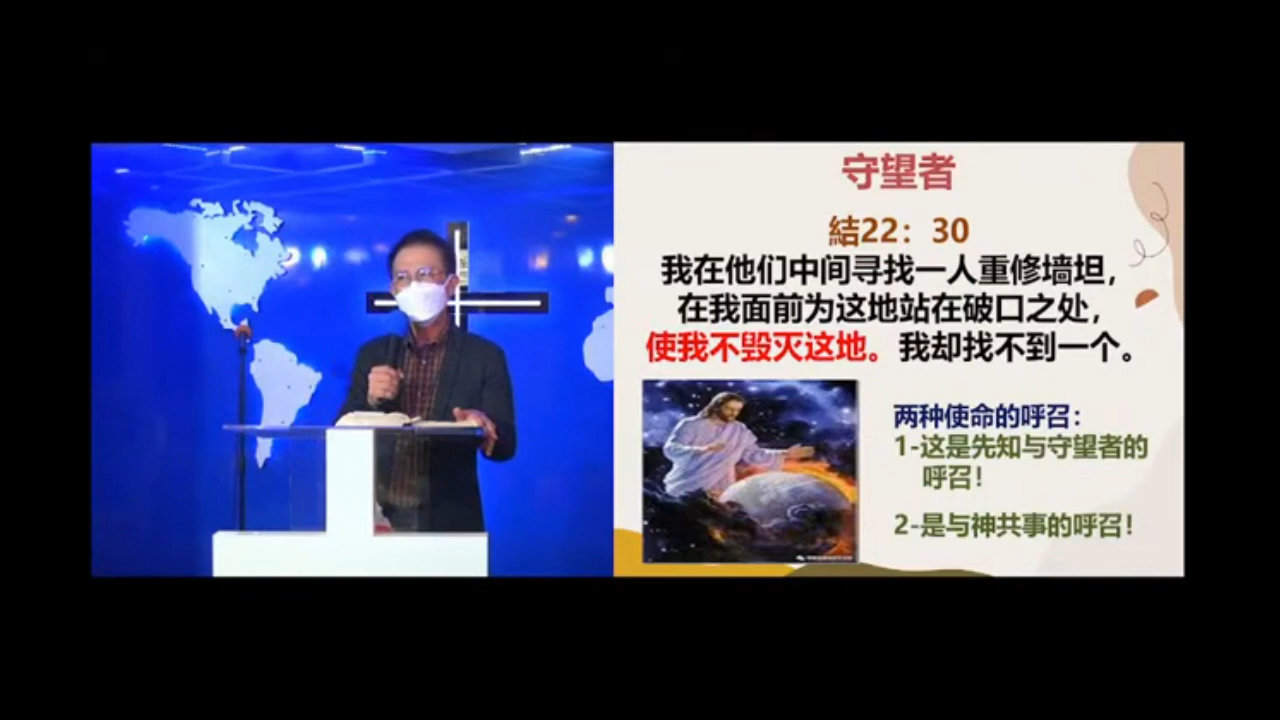 守望者
結22：30
我在他们中间寻找一人重修墙坦，
在我面前为这地站在破口之处，
使我不毁灭这地。我却找不到一个。
两种使命的呼召：
1-这是先知与守望者的
呼召！
2-是与神共事的呼召！